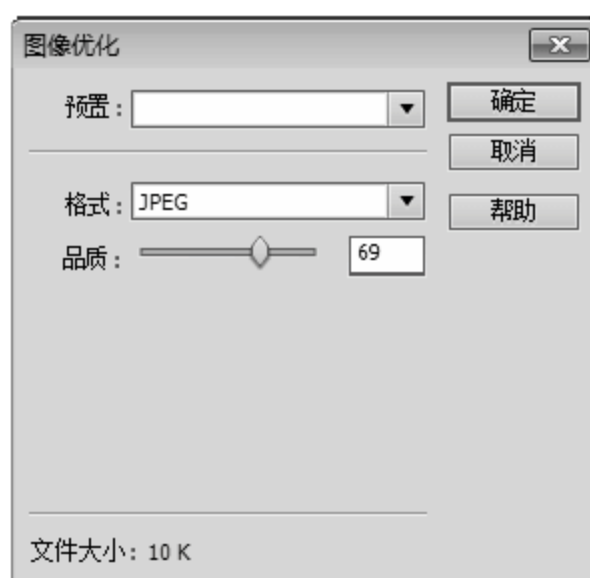 图像优化
预置：
确定
取消
格式：JPEG
帮助
品质：69
文件大小：10 K